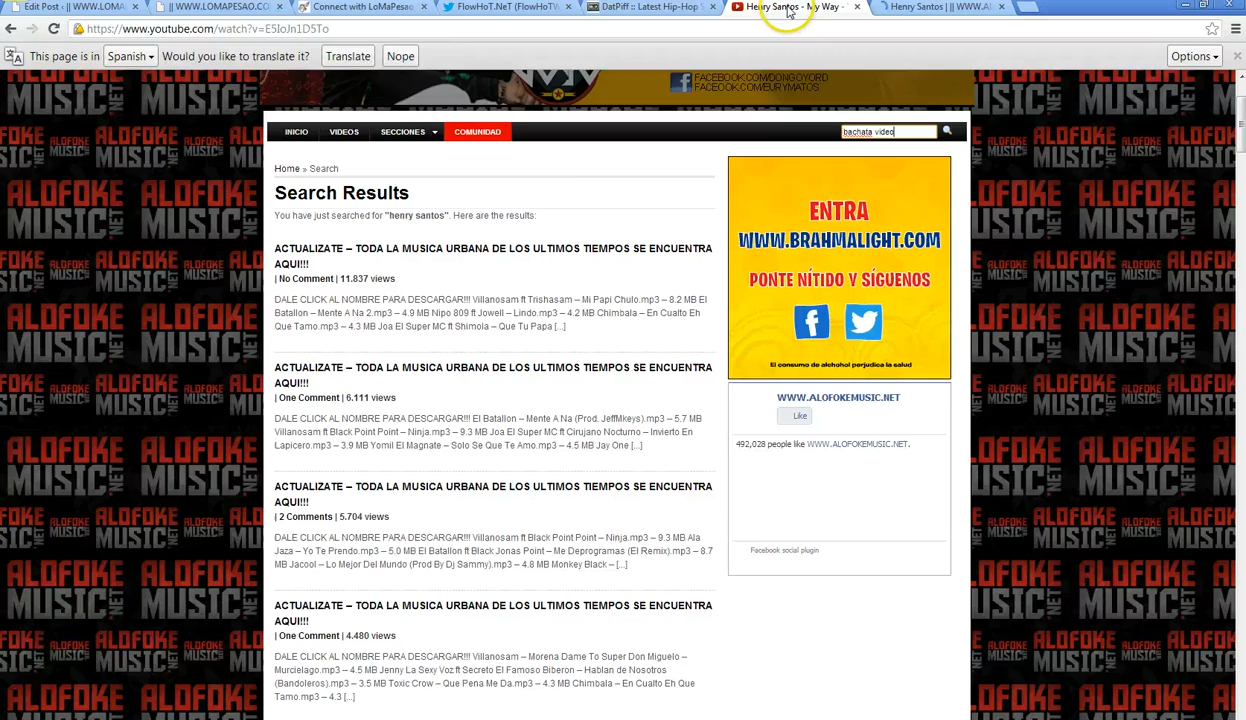 Edit Post · || WWW.LOMA
|| WWW.LOMAPESAO.CO
Connect with LoMaPesao
FlowHoT.NeT (FlowHoTW
DatPiff :: Latest Hip-Hop
Henry Santos - My Way -
Henry Santos | || WWW.A
https://www.youtube.com/watch?v=E5IoJn1D5To
This page is in Spanish Would you like to translate it? Translate Nope Options
FACEBOOK.COM/DONGOYORD
FACEBOOK.COM/EURYMATOS
INICIO VIDEOS SECCIONES COMUNIDAD bachata video
Home » Search
Search Results
You have just searched for "henry santos". Here are the results:
ACTUALIZATE – TODA LA MUSICA URBANA DE LOS ULTIMOS TIEMPOS SE ENCUENTRA
AQUI!!!
| No Comment | 11.837 views
DALE CLICK AL NOMBRE PARA DESCARGAR!!! Villanosam ft Trishasam – Mi Papi Chulo.mp3 – 8.2 MB El
Batallon – Mente A Na 2.mp3 – 4.9 MB Nipo 809 ft Jowell – Lindo.mp3 – 4.2 MB Chimbala – En Cualto Eh
Que Tamo.mp3 – 4.3 MB Joa El Super MC ft Shimola – Que Tu Papa [...]
ACTUALIZATE – TODA LA MUSICA URBANA DE LOS ULTIMOS TIEMPOS SE ENCUENTRA
AQUI!!!
| One Comment | 6.111 views
DALE CLICK AL NOMBRE PARA DESCARGAR!!! El Batallon – Mente A Na (Prod. JeffMkeys).mp3 – 5.7 MB
Villanosam ft Black Point Point – Ninja.mp3 – 9.3 MB Joa El Super MC ft Cirujano Nocturno – Invierto En
Lapicero.mp3 – 3.9 MB Yomil El Magnate – Solo Se Que Te Amo.mp3 – 4.5 MB Jay One [...]
ACTUALIZATE – TODA LA MUSICA URBANA DE LOS ULTIMOS TIEMPOS SE ENCUENTRA
AQUI!!!
| 2 Comments | 5.704 views
DALE CLICK AL NOMBRE PARA DESCARGAR!!! Villanosam ft Black Point Point – Ninja.mp3 – 9.3 MB Ala
Jaza – Yo Te Prendo.mp3 – 5.0 MB El Batallon ft Black Jonas Point – Me Deprogramas (El Remix).mp3 – 8.7
MB Jacool – Lo Mejor Del Mundo (Prod By Dj Sammy).mp3 – 4.8 MB Monkey Black – [...]
ACTUALIZATE – TODA LA MUSICA URBANA DE LOS ULTIMOS TIEMPOS SE ENCUENTRA
AQUI!!!
| One Comment | 4.480 views
DALE CLICK AL NOMBRE PARA DESCARGAR!!! Villanosam – Morena Dame To Super Don Miguelo –
Murcielago.mp3 – 4.5 MB Jenny La Sexy Voz ft Secreto El Famoso Biberon – Hablan de Nosotros
(Bandoleros).mp3 – 3.5 MB Toxic Crow – Que Pena Me Da.mp3 – 4.3 MB Chimbala – En Cualto Eh Que
Tamo.mp3 – 4.3 [...]
ENTRA
WWW.BRAHMALIGHT.COM
PONTE NÍTIDO Y SÍGUENOS
El consumo de alchohol perjudica la salud
WWW.ALOFOKEMUSIC.NET
Like
492,028 people like WWW.ALOFOKEMUSIC.NET.
Facebook social plugin
ALOFOKE
MUSIC.NET